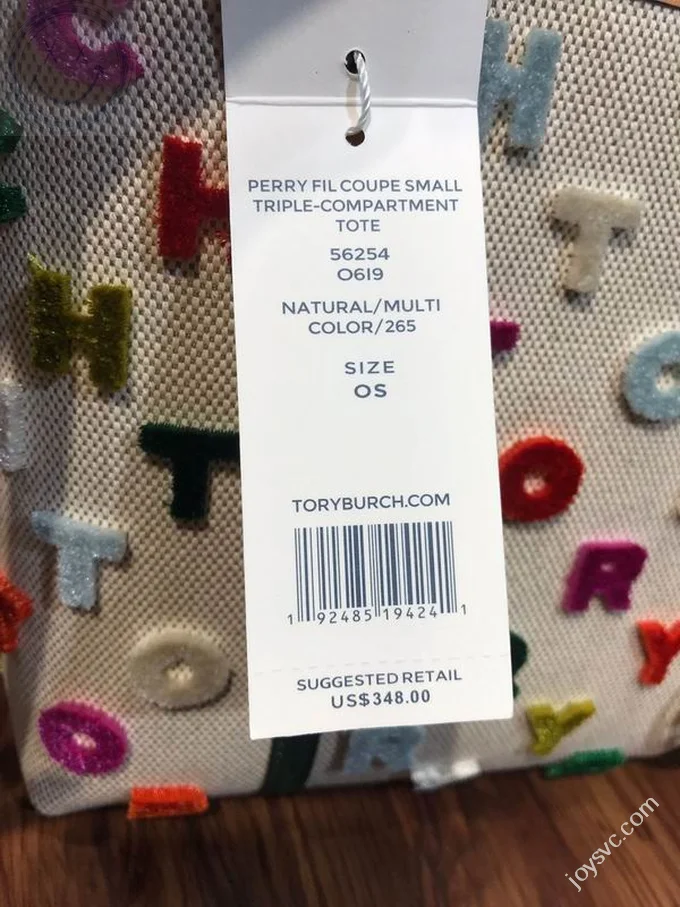 PERRY FIL COUPE SMALL
TRIPLE-COMPARTMENT
TOTE
56254
O6I9
NATURAL/MULTI
COLOR/265
SIZE
OS
TORYBURCH.COM
1 92485 19424 1
SUGGESTED RETAIL
US$348.00
C
H
H
T
H
O
T
O
T
R
O
Y
O
Y
R
joysvc.com